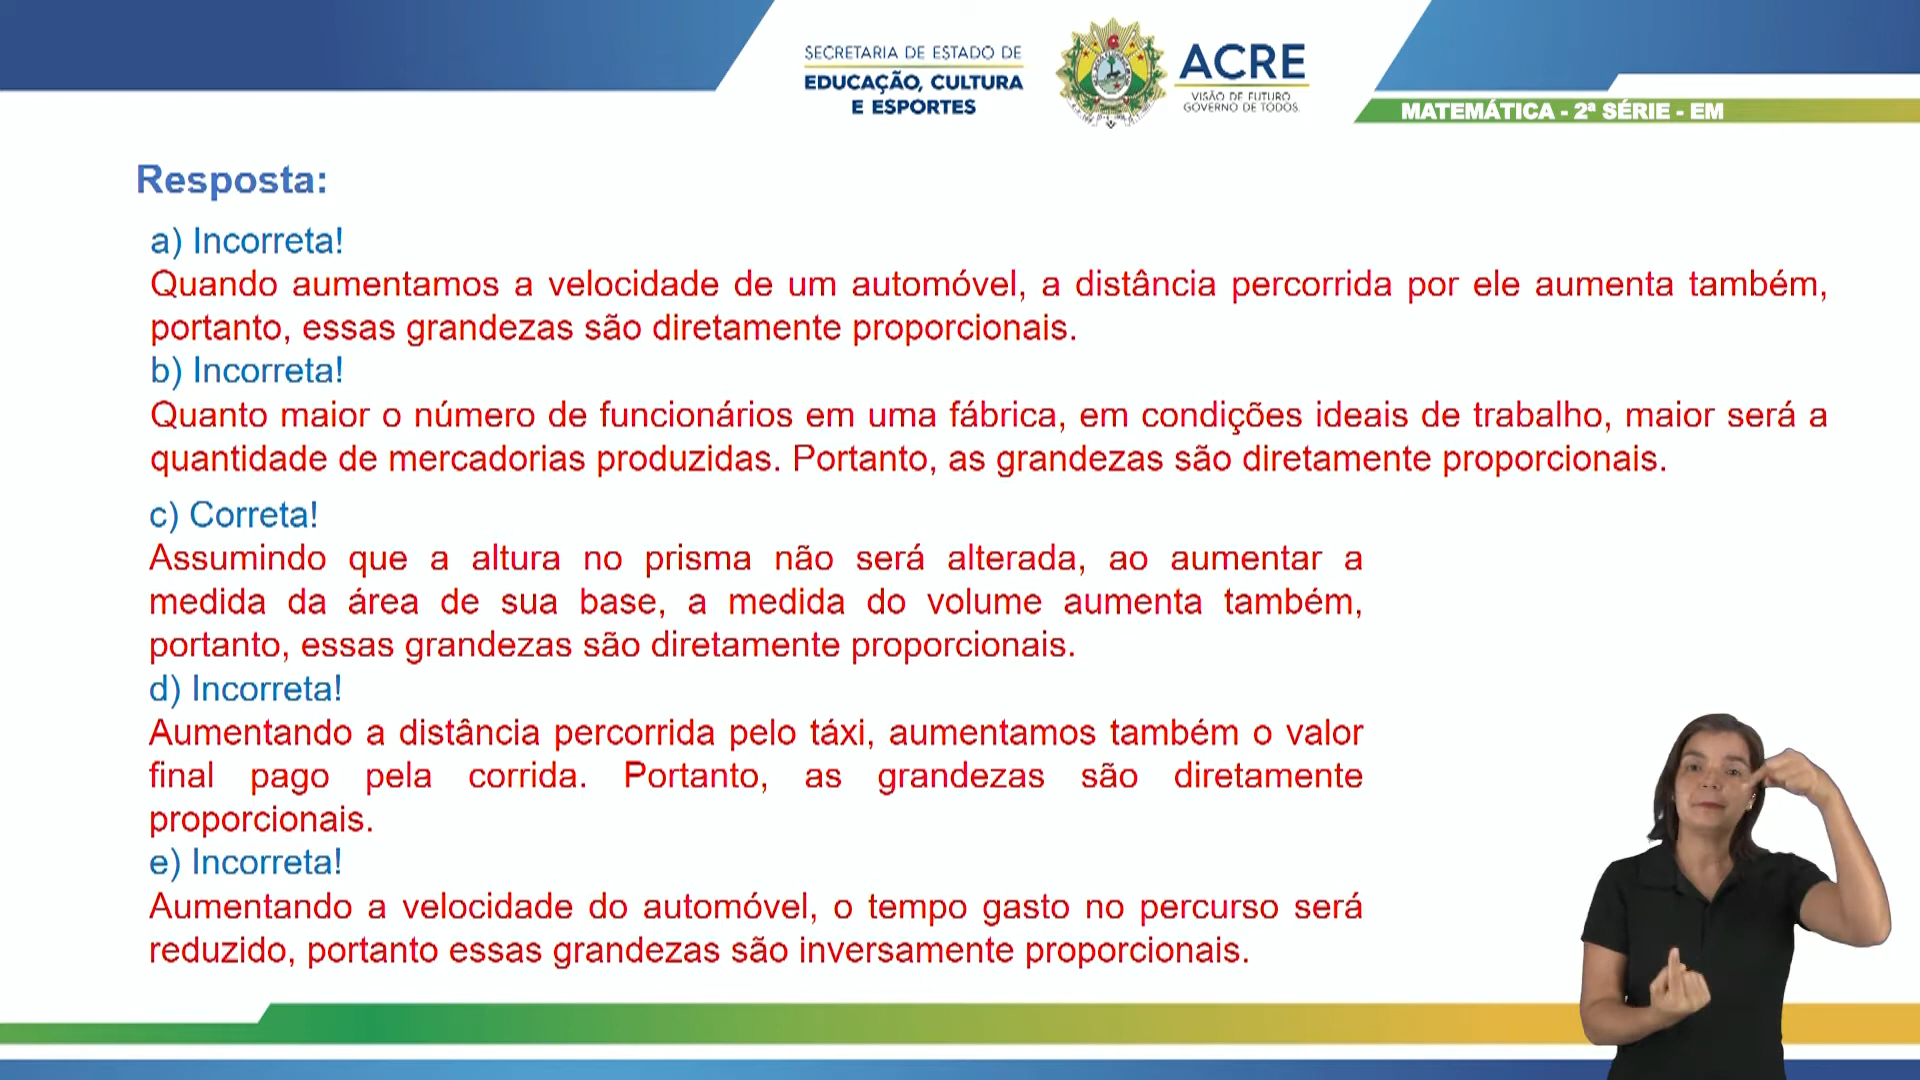 SECRETARIA DE ESTADO DE
EDUCAÇÃO, CULTURA
E ESPORTES
ACRE
VISÃO DE FUTURO
GOVERNO DE TODOS.
MATEMÁTICA - 2ª SÉRIE - EM
Resposta:
a) Incorreta!
Quando aumentamos a velocidade de um automóvel, a distância percorrida por ele aumenta também,
portanto, essas grandezas são diretamente proporcionais.
b) Incorreta!
Quanto maior o número de funcionários em uma fábrica, em condições ideais de trabalho, maior será a
quantidade de mercadorias produzidas. Portanto, as grandezas são diretamente proporcionais.
c) Correta!
Assumindo que a altura no prisma não será alterada, ao aumentar a
medida da área de sua base, a medida do volume aumenta também,
portanto, essas grandezas são diretamente proporcionais.
d) Incorreta!
Aumentando a distância percorrida pelo táxi, aumentamos também o valor
final pago pela corrida. Portanto, as grandezas são diretamente
proporcionais.
e) Incorreta!
Aumentando a velocidade do automóvel, o tempo gasto no percurso será
reduzido, portanto essas grandezas são inversamente proporcionais.